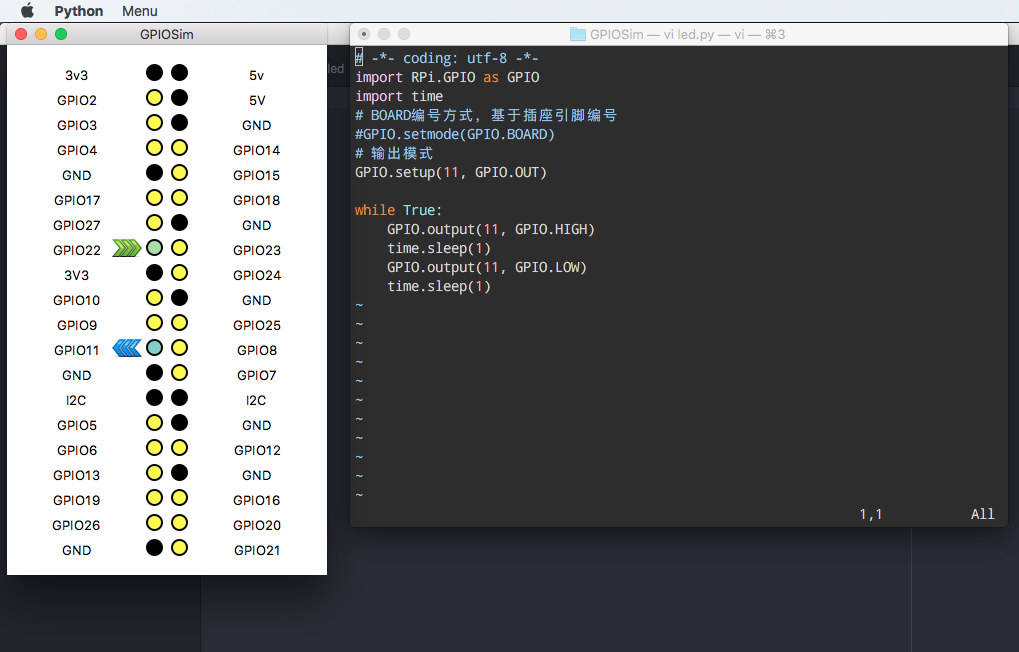 Python Menu
GPIOSim
3v3 5v
GPIO2 5V
GPIO3 GND
GPIO4 GPIO14
GND GPIO15
GPIO17 GPIO18
GPIO27 GND
GPIO22 GPIO23
3V3 GPIO24
GPIO10 GND
GPIO9 GPIO25
GPIO11 GPIO8
GND GPIO7
I2C I2C
GPIO5 GND
GPIO6 GPIO12
GPIO13 GND
GPIO19 GPIO16
GPIO26 GPIO20
GND GPIO21
led
GPIOSim — vi led.py — vi — ⌘3
# -*- coding: utf-8 -*-
import RPi.GPIO as GPIO
import time
# BOARD编号方式，基于插座引脚编号
#GPIO.setmode(GPIO.BOARD)
# 输出模式
GPIO.setup(11, GPIO.OUT)
while True:
GPIO.output(11, GPIO.HIGH)
time.sleep(1)
GPIO.output(11, GPIO.LOW)
time.sleep(1)
~
~
~
~
~
~
~
~
~
~
~
1,1 All